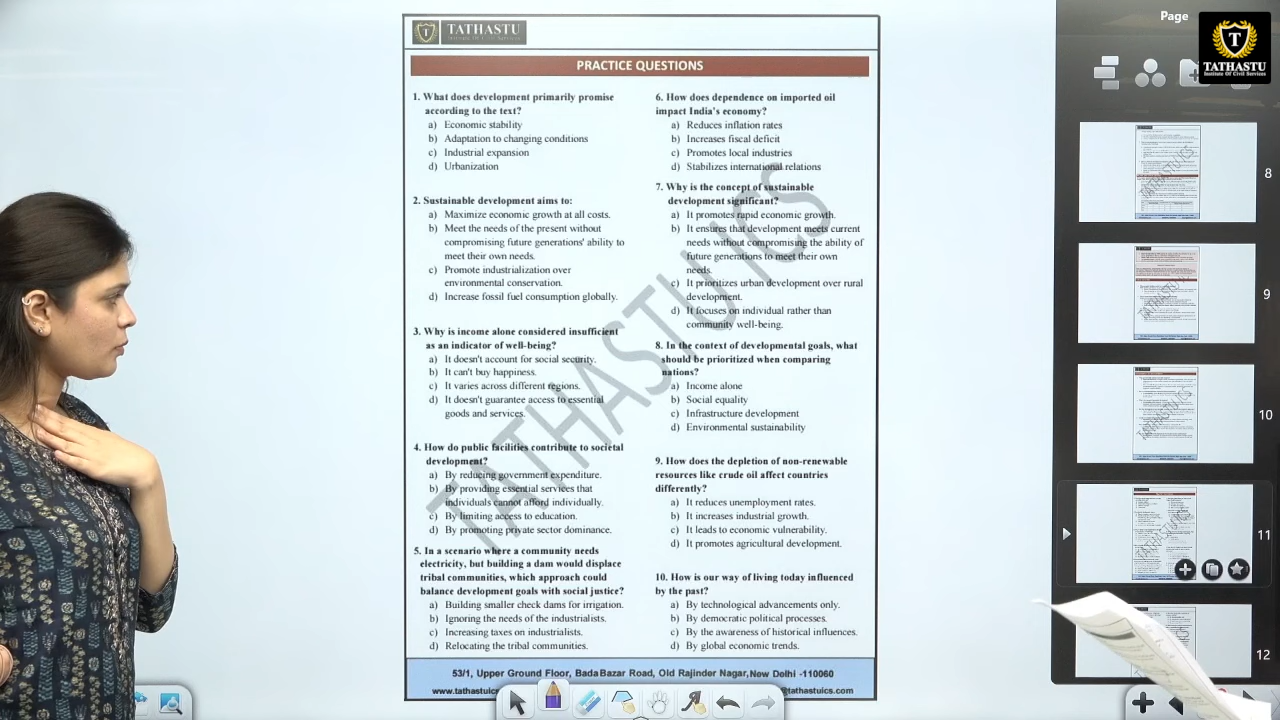 TATHASTU
Institute Of Civil Services
PRACTICE QUESTIONS
1. What does development primarily promise
according to the text?
a) Economic stability
b) Adaptation to changing conditions
c) Industrial expansion
d) Urbanization
2. Sustainable development aims to:
a) Maximize economic growth at all costs.
b) Meet the needs of the present without
compromising future generations' ability to
meet their own needs.
c) Promote industrialization over
environmental conservation.
d) Increase fossil fuel consumption globally.
3. Why is income alone considered insufficient
as an indicator of well-being?
a) It doesn't account for social security.
b) It can't buy happiness.
c It varies across different regions.
d It doesn't guarantee access to essential
goods and services.
4. How do public facilities contribute to societal
development?
a) By reducing government expenditure.
b) By providing essential services that
individuals cannot afford individually.
c) By limiting access to education.
d) By promoting private sector dominance.
5. In a scenario where a community needs
electricity, but building a dam would displace
tribal communities, which approach could
balance development goals with social justice?
a) Building smaller check dams for irrigation.
b) Ignoring the needs of the industrialists.
c) Increasing taxes on industrialists.
d) Relocating the tribal communities.
6. How does dependence on imported oil
impact India's economy?
a) Reduces inflation rates
b) Increases fiscal deficit
c) Promotes local industries
d) Stabilizes international relations
7. Why is the concept of sustainable
development significant?
a) It promotes rapid economic growth.
b) It ensures that development meets current
needs without compromising the ability of
future generations to meet their own
needs.
c) It prioritizes urban development over rural
development.
d) It focuses on individual rather than
community well-being.
8. In the context of developmental goals, what
should be prioritized when comparing
nations?
a) Income alone
b) Social equality
c) Infrastructure development
d) Environmental sustainability
9. How does the depletion of non-renewable
resources like crude oil affect countries
differently?
a) It reduces unemployment rates.
b) It increases industrial growth.
c) It leads to economic vulnerability.
d) It promotes agricultural development.
10. How is our way of living today influenced
by the past?
a) By technological advancements only.
b) By democratic political processes.
c) By the awareness of historical influences.
d) By global economic trends.
TATHASTU ICS
53/1, Upper Ground Floor, Bada Bazar Road, Old Rajinder Nagar, New Delhi -110060
www.tathastuics
@tathastuics.com
Page
T
TATHASTU
Institute Of Civil Services
8
9
10
11
12